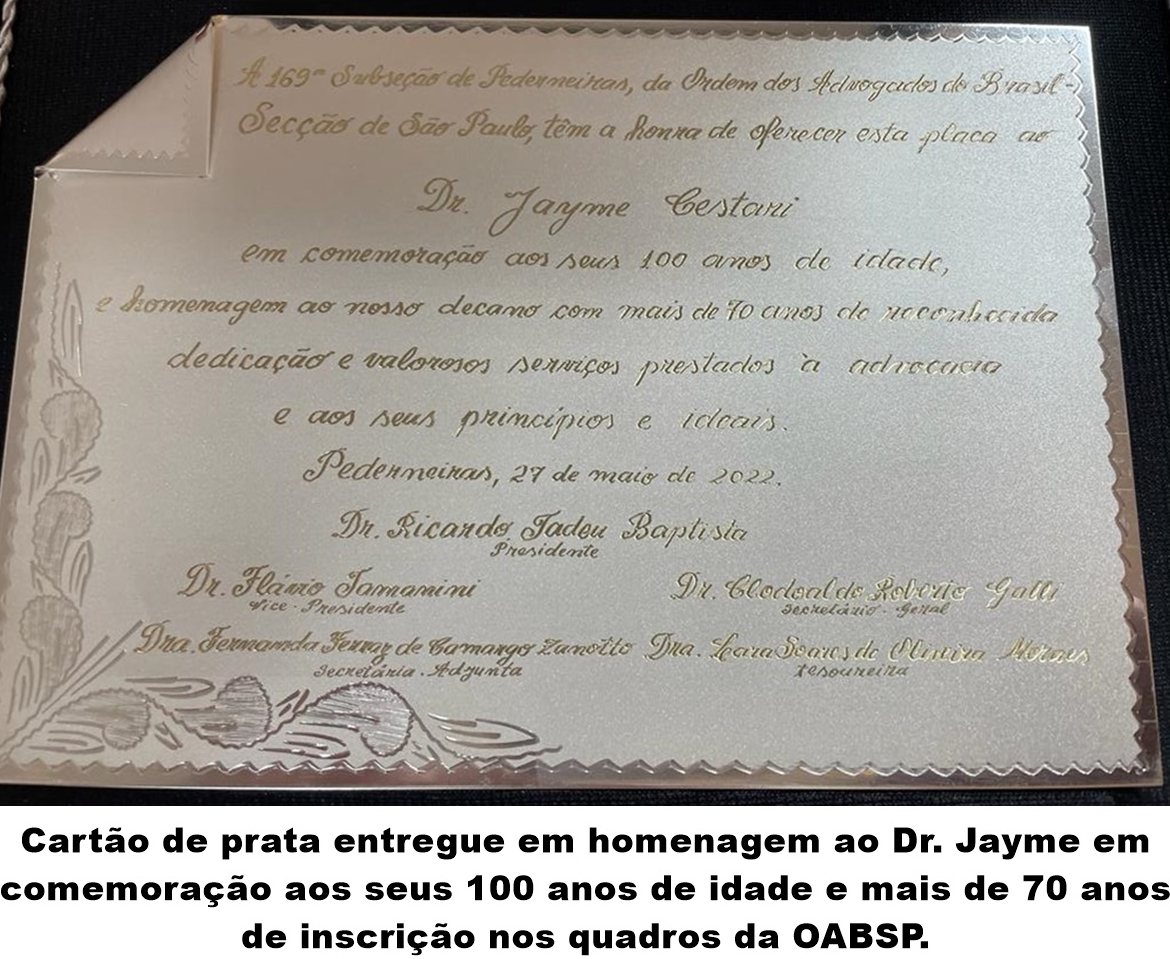 A 169ª Subseção de Pederneiras, da Ordem dos Advogados do Brasil -
Secção de São Paulo, têm a honra de oferecer esta placa ao
Dr. Jayme Cestari
em comemoração aos seus 100 anos de idade,
e homenagem ao nosso decano com mais de 70 anos de reconhecida
dedicação e valorosos serviços prestados à advocacia
e aos seus princípios e ideais.
Pederneiras, 27 de maio de 2022.
Dr. Ricardo Tadeu Baptista
Presidente
Dr. Flávio Tamanini
Vice - Presidente
Dr. Clodoaldo Roberto Galli
Secretário - Geral
Dra. Fernanda Ferraz de Camargo Zanotto
Secretária - Adjunta
Dra. Soares de Oliveira Moraes
Tesoureira
Cartão de prata entregue em homenagem ao Dr. Jayme em
comemoração aos seus 100 anos de idade e mais de 70 anos
de inscrição nos quadros da OABSP.